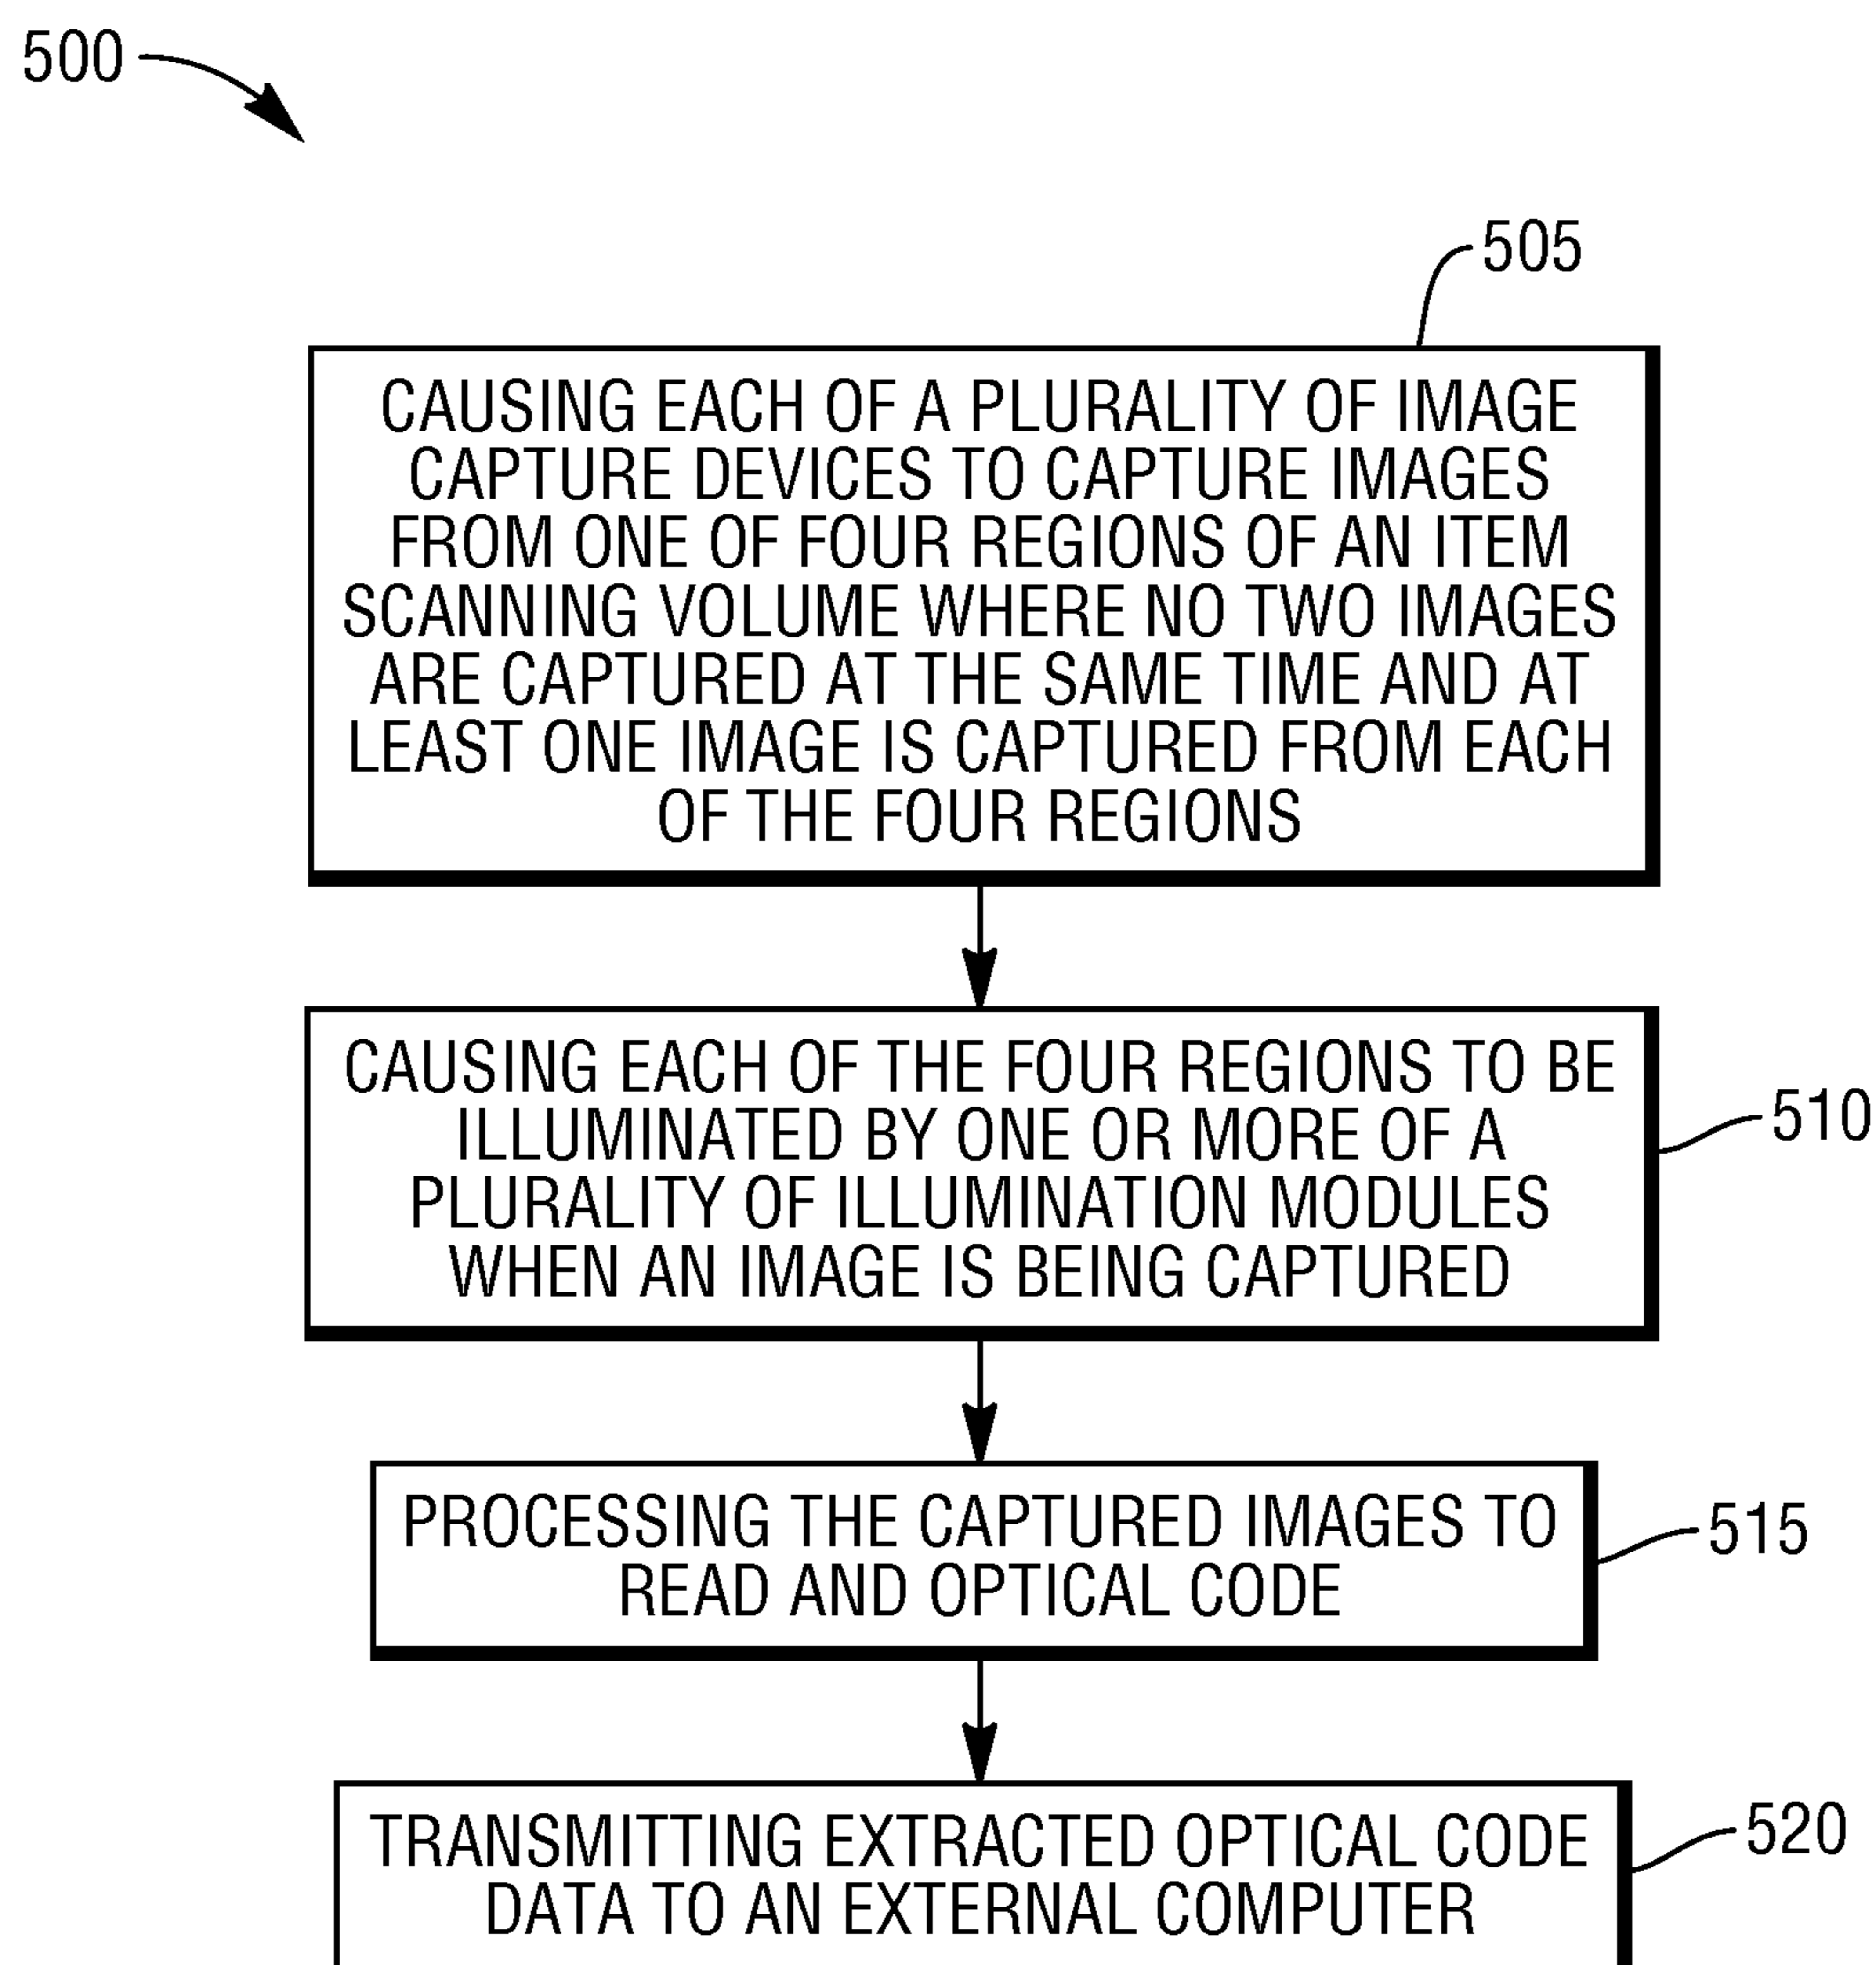 500
505
CAUSING EACH OF A PLURALITY OF IMAGE
CAPTURE DEVICES TO CAPTURE IMAGES
FROM ONE OF FOUR REGIONS OF AN ITEM
SCANNING VOLUME WHERE NO TWO IMAGES
ARE CAPTURED AT THE SAME TIME AND AT
LEAST ONE IMAGE IS CAPTURED FROM EACH
OF THE FOUR REGIONS
CAUSING EACH OF THE FOUR REGIONS TO BE
ILLUMINATED BY ONE OR MORE OF A
PLURALITY OF ILLUMINATION MODULES
WHEN AN IMAGE IS BEING CAPTURED
510
PROCESSING THE CAPTURED IMAGES TO
READ AND OPTICAL CODE
515
TRANSMITTING EXTRACTED OPTICAL CODE
DATA TO AN EXTERNAL COMPUTER
520